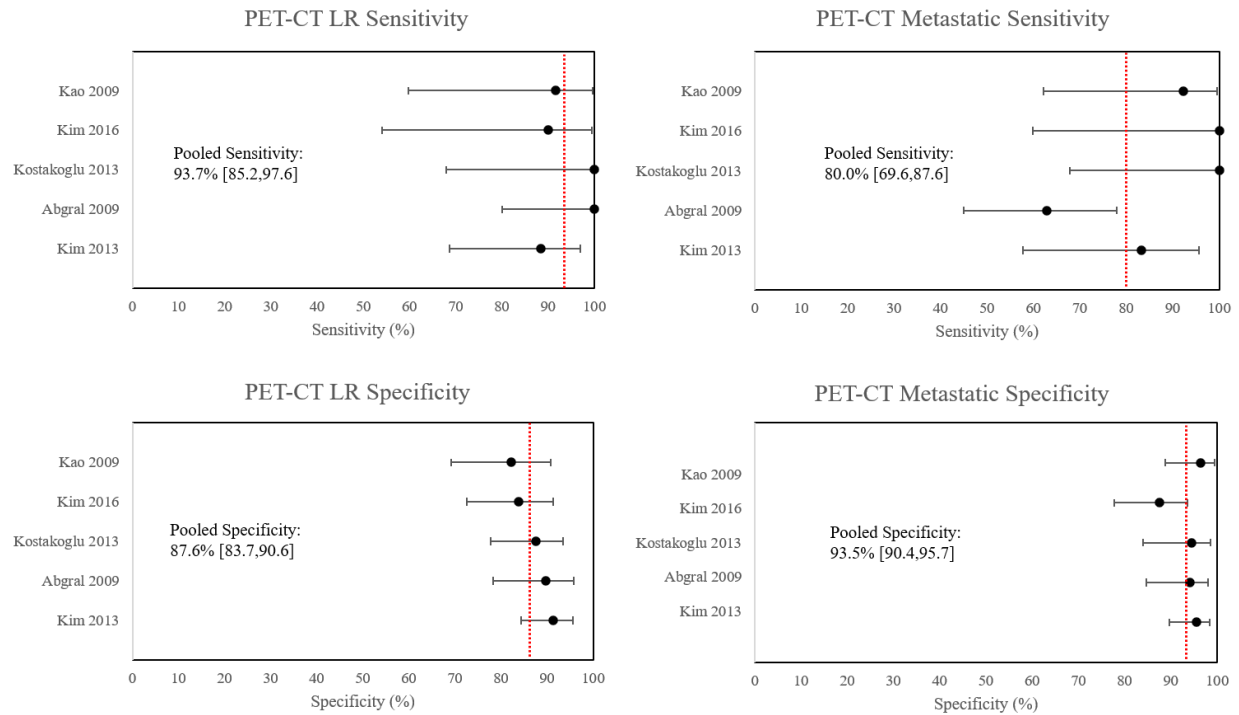 PET-CT LR Sensitivity
Kao 2009
Kim 2016
Kostakoglu 2013
Abgral 2009
Kim 2013
Pooled Sensitivity:
93.7% [85.2,97.6]
0 10 20 30 40 50 60 70 80 90 100
Sensitivity (%)
PET-CT Metastatic Sensitivity
Kao 2009
Kim 2016
Kostakoglu 2013
Abgral 2009
Kim 2013
Pooled Sensitivity:
80.0% [69.6,87.6]
0 10 20 30 40 50 60 70 80 90 100
Sensitivity (%)
PET-CT LR Specificity
Kao 2009
Kim 2016
Kostakoglu 2013
Abgral 2009
Kim 2013
Pooled Specificity:
87.6% [83.7,90.6]
0 10 20 30 40 50 60 70 80 90 100
Specificity (%)
PET-CT Metastatic Specificity
Kao 2009
Kim 2016
Kostakoglu 2013
Abgral 2009
Kim 2013
Pooled Specificity:
93.5% [90.4,95.7]
0 10 20 30 40 50 60 70 80 90 100
Specificity (%)